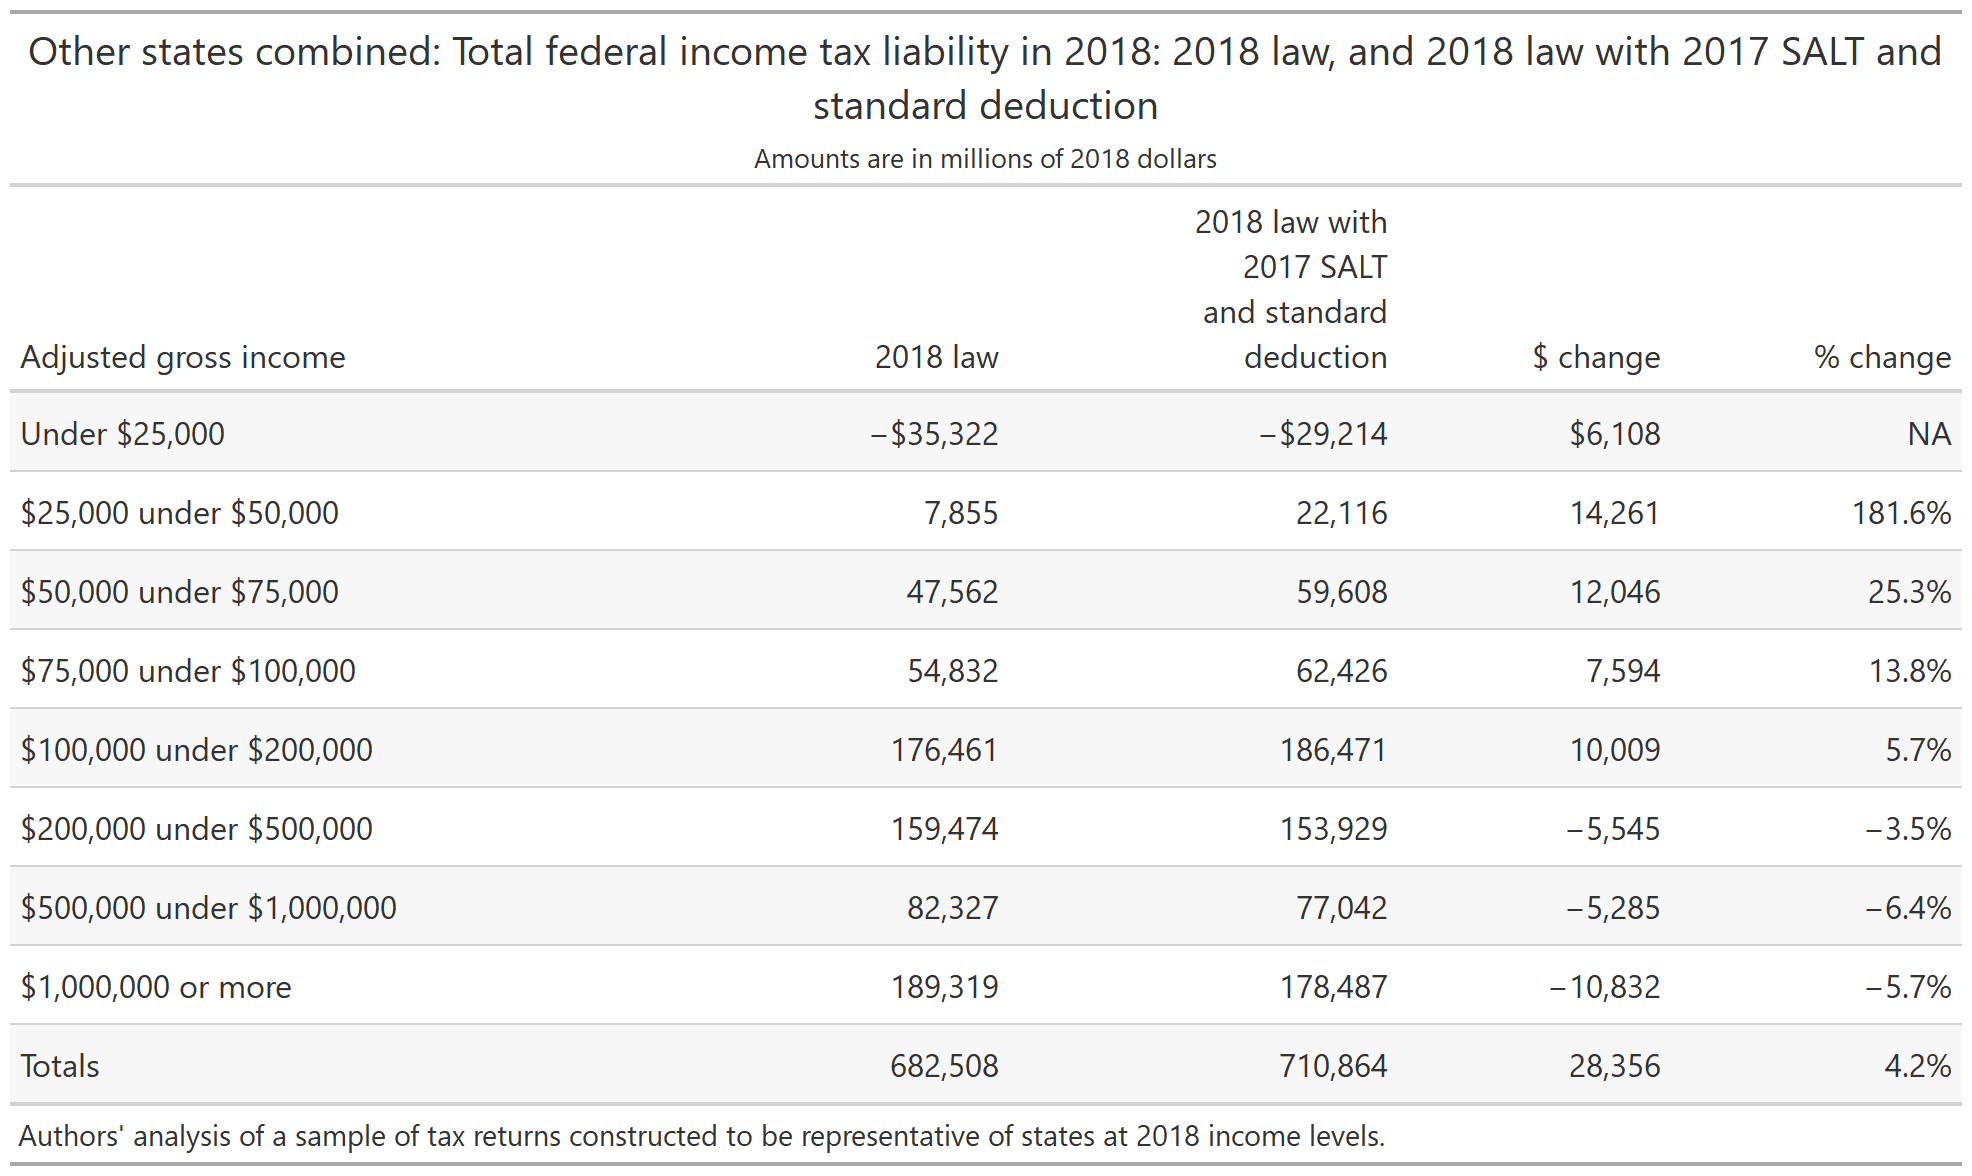 Other states combined: Total federal income tax liability in 2018: 2018 law, and 2018 law with 2017 SALT and
standard deduction
Amounts are in millions of 2018 dollars
2018 law with
2017 SALT
and standard
Adjusted gross income 2018 law deduction $ change % change
Under $25,000 −$35,322 −$29,214 $6,108 NA
$25,000 under $50,000 7,855 22,116 14,261 181.6%
$50,000 under $75,000 47,562 59,608 12,046 25.3%
$75,000 under $100,000 54,832 62,426 7,594 13.8%
$100,000 under $200,000 176,461 186,471 10,009 5.7%
$200,000 under $500,000 159,474 153,929 −5,545 −3.5%
$500,000 under $1,000,000 82,327 77,042 −5,285 −6.4%
$1,000,000 or more 189,319 178,487 −10,832 −5.7%
Totals 682,508 710,864 28,356 4.2%
Authors' analysis of a sample of tax returns constructed to be representative of states at 2018 income levels.